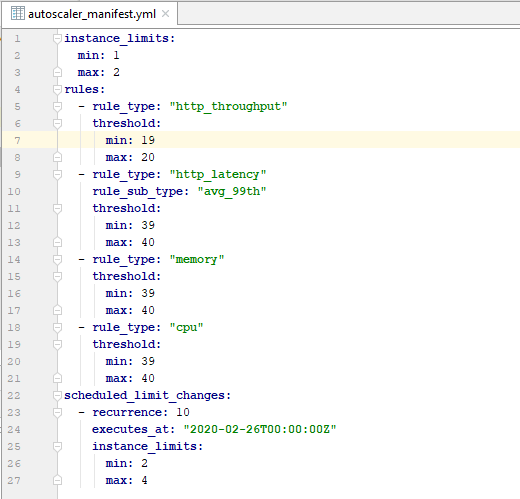 autoscaler_manifest.yml
1 instance_limits:
2   min: 1
3   max: 2
4 rules:
5   - rule_type: "http_throughput"
6     threshold:
7       min: 19
8       max: 20
9   - rule_type: "http_latency"
10     rule_sub_type: "avg_99th"
11     threshold:
12       min: 39
13       max: 40
14   - rule_type: "memory"
15     threshold:
16       min: 39
17       max: 40
18   - rule_type: "cpu"
19     threshold:
20       min: 39
21       max: 40
22 scheduled_limit_changes:
23   - recurrence: 10
24     executes_at: "2020-02-26T00:00:00Z"
25     instance_limits:
26       min: 2
27       max: 4